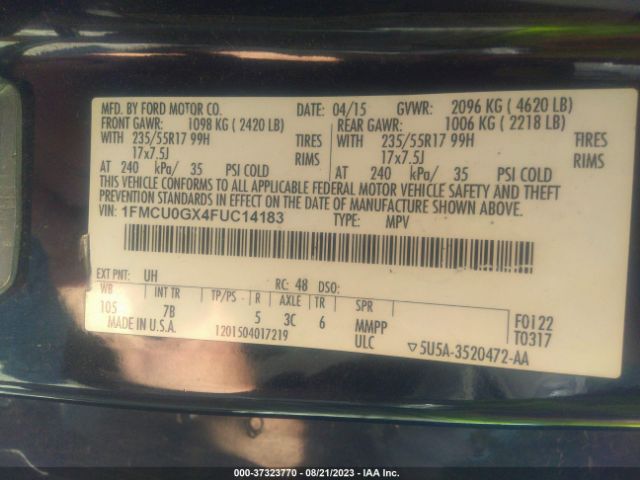 MFD. BY FORD MOTOR CO. DATE: 04/15 GVWR: 2096 KG ( 4620 LB)
FRONT GAWR: 1098 KG ( 2420 LB) REAR GAWR: 1006 KG ( 2218 LB)
WITH 235/55R17 99H TIRES WITH 235/55R17 99H TIRES
17x7.5J RIMS 17x7.5J RIMS
AT 240 kPa/ 35 PSI COLD AT 240 kPa/ 35 PSI COLD
THIS VEHICLE CONFORMS TO ALL APPLICABLE FEDERAL MOTOR VEHICLE SAFETY AND THEFT
PREVENTION STANDARDS IN EFFECT ON THE DATE OF MANUFACTURE SHOWN ABOVE.
VIN: 1FMCU0GX4FUC14183 TYPE: MPV
EXT PNT: UH RC: 48 DSO:
WB INT TR TP/PS R AXLE TR SPR
105 7B 5 3C 6 MMPP F0122
MADE IN U.S.A. 1201504017219 ULC ▽5U5A-3520472-AA T0317
000-37323770 - 08/21/2023 - IAA Inc.